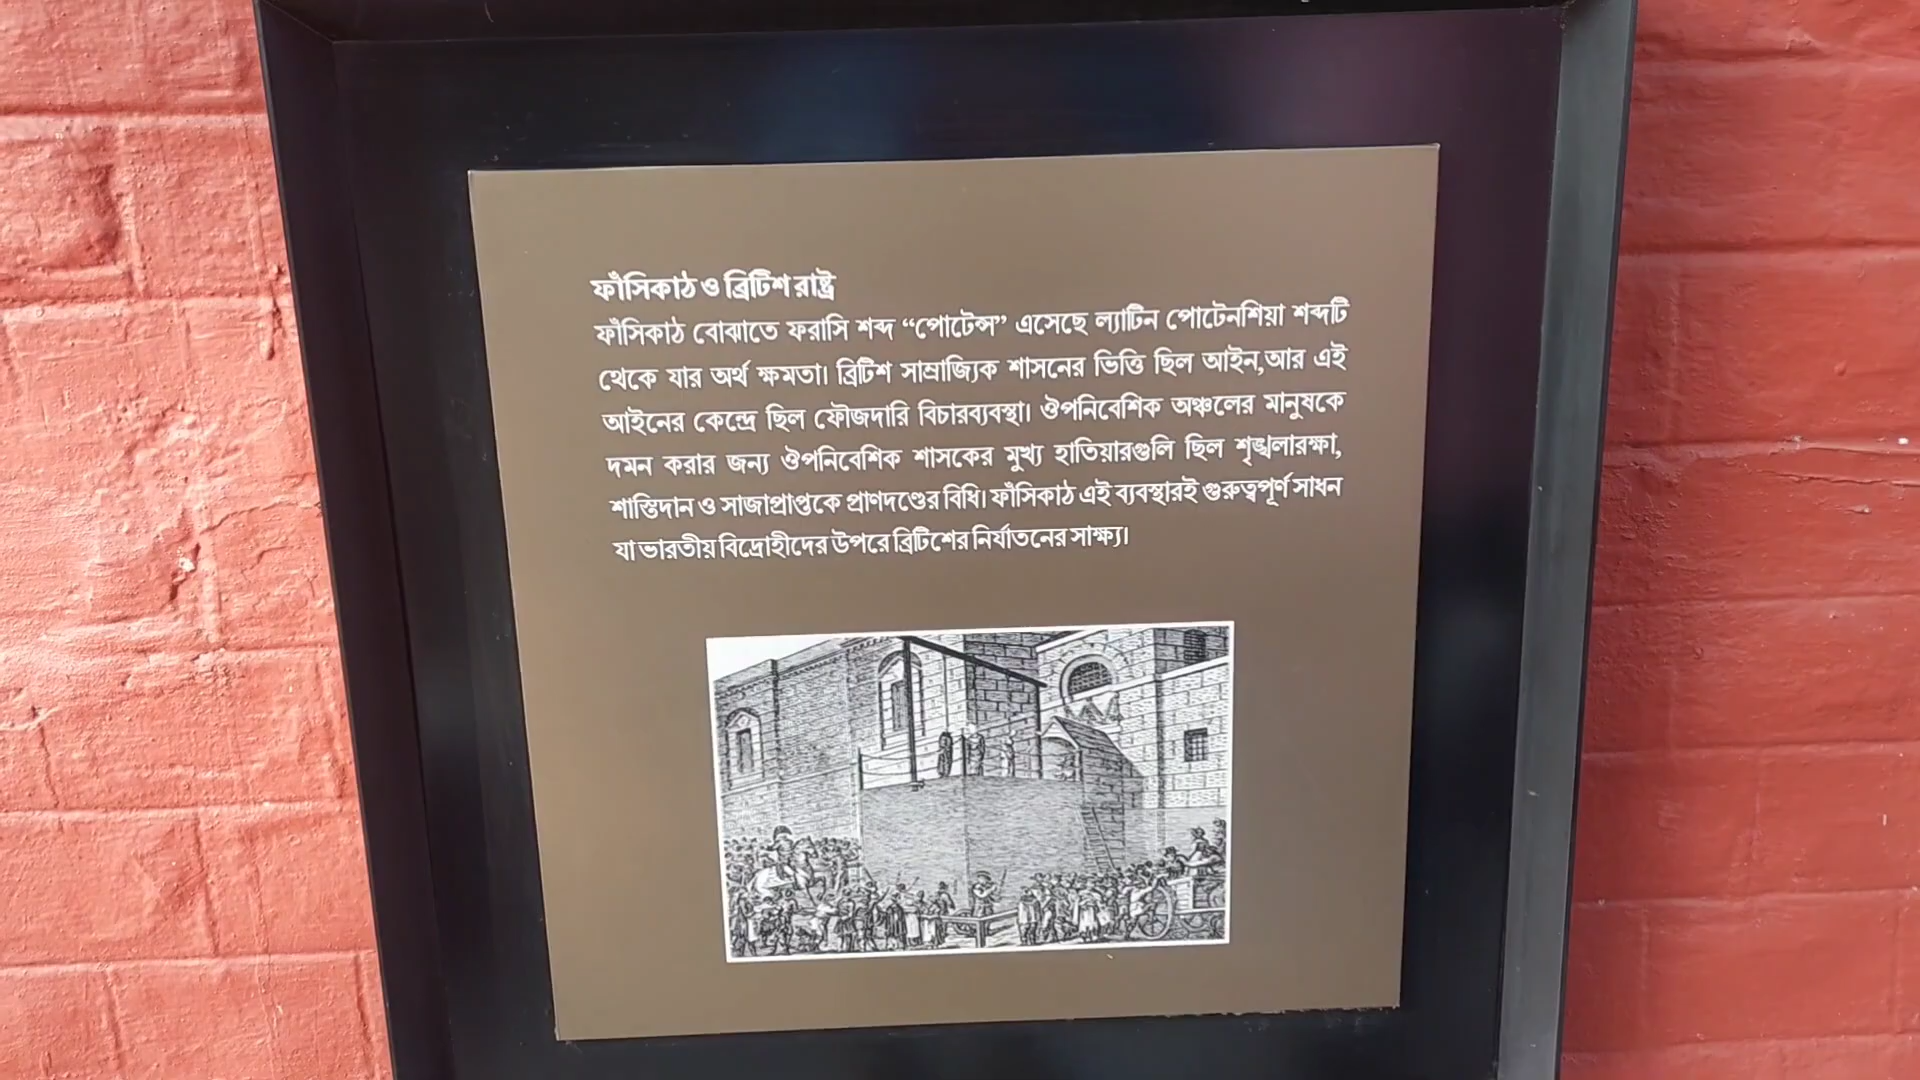 ফাঁসিকাঠ ও ব্রিটিশ রাষ্ট্র
ফাঁসিকাঠ বোঝাতে ফরাসি শব্দ “পোটেন্স” এসেছে ল্যাটিন পোটেনশিয়া শব্দটি
থেকে যার অর্থ ক্ষমতা। ব্রিটিশ সাম্রাজ্যিক শাসনের ভিত্তি ছিল আইন,আর এই
আইনের কেন্দ্রে ছিল ফৌজদারি বিচারব্যবস্থা। ঔপনিবেশিক অঞ্চলের মানুষকে
দমন করার জন্য ঔপনিবেশিক শাসকের মুখ্য হাতিয়ারগুলি ছিল শৃঙ্খলারক্ষা,
শাস্তিদান ও সাজাপ্রাপ্তকে প্রাণদণ্ডের বিধি। ফাঁসিকাঠ এই ব্যবস্থারই গুরুত্বপূর্ণ সাধন
যা ভারতীয় বিদ্রোহীদের উপরে ব্রিটিশের নির্যাতনের সাক্ষ্য।